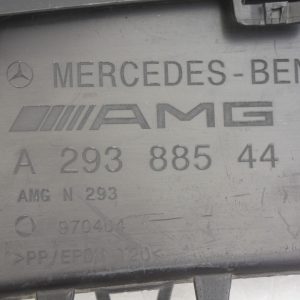 MERCEDES-BEN
AMG
A 293 885 44
AMG N 293
970404
>PP/EPDM T20<